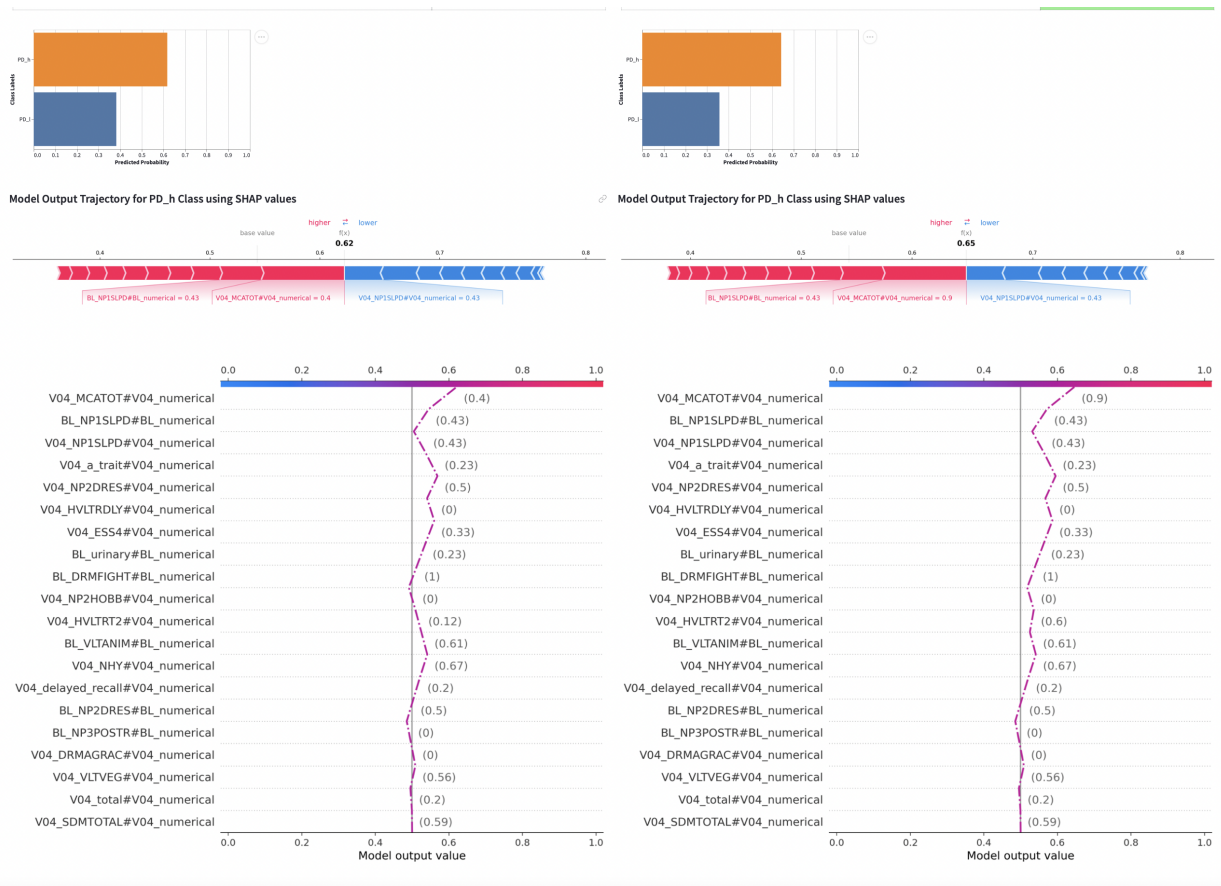 PD_h
PD_l
Class Labels
0.0 0.1 0.2 0.3 0.4 0.5 0.6 0.7 0.8 0.9 1.0
Predicted Probability
PD_h
PD_l
Class Labels
0.0 0.1 0.2 0.3 0.4 0.5 0.6 0.7 0.8 0.9 1.0
Predicted Probability
Model Output Trajectory for PD_h Class using SHAP values
higher ⇄ lower
base value f(x)
0.62
0.4 0.5 0.6 0.7 0.8
BL_NP1SLPD#BL_numerical = 0.43 V04_MCATOT#V04_numerical = 0.4 V04_NP1SLPD#V04_numerical = 0.43
Model Output Trajectory for PD_h Class using SHAP values
higher ⇄ lower
base value f(x)
0.65
0.4 0.5 0.6 0.7 0.8
BL_NP1SLPD#BL_numerical = 0.43 V04_MCATOT#V04_numerical = 0.9 V04_NP1SLPD#V04_numerical = 0.43
0.0 0.2 0.4 0.6 0.8 1.0
V04_MCATOT#V04_numerical (0.4)
BL_NP1SLPD#BL_numerical (0.43)
V04_NP1SLPD#V04_numerical (0.43)
V04_a_trait#V04_numerical (0.23)
V04_NP2DRES#V04_numerical (0.5)
V04_HVLTRDLY#V04_numerical (0)
V04_ESS4#V04_numerical (0.33)
BL_urinary#BL_numerical (0.23)
BL_DRMFIGHT#BL_numerical (1)
V04_NP2HOBB#V04_numerical (0)
V04_HVLTRT2#V04_numerical (0.12)
BL_VLTANIM#BL_numerical (0.61)
V04_NHY#V04_numerical (0.67)
V04_delayed_recall#V04_numerical (0.2)
BL_NP2DRES#BL_numerical (0.5)
BL_NP3POSTR#BL_numerical (0)
V04_DRMAGRAC#V04_numerical (0)
V04_VLTVEG#V04_numerical (0.56)
V04_total#V04_numerical (0.2)
V04_SDMTOTAL#V04_numerical (0.59)
0.0 0.2 0.4 0.6 0.8 1.0
Model output value
0.0 0.2 0.4 0.6 0.8 1.0
V04_MCATOT#V04_numerical (0.9)
BL_NP1SLPD#BL_numerical (0.43)
V04_NP1SLPD#V04_numerical (0.43)
V04_a_trait#V04_numerical (0.23)
V04_NP2DRES#V04_numerical (0.5)
V04_HVLTRDLY#V04_numerical (0)
V04_ESS4#V04_numerical (0.33)
BL_urinary#BL_numerical (0.23)
BL_DRMFIGHT#BL_numerical (1)
V04_NP2HOBB#V04_numerical (0)
V04_HVLTRT2#V04_numerical (0.6)
BL_VLTANIM#BL_numerical (0.61)
V04_NHY#V04_numerical (0.67)
V04_delayed_recall#V04_numerical (0.2)
BL_NP2DRES#BL_numerical (0.5)
BL_NP3POSTR#BL_numerical (0)
V04_DRMAGRAC#V04_numerical (0)
V04_VLTVEG#V04_numerical (0.56)
V04_total#V04_numerical (0.2)
V04_SDMTOTAL#V04_numerical (0.59)
0.0 0.2 0.4 0.6 0.8 1.0
Model output value